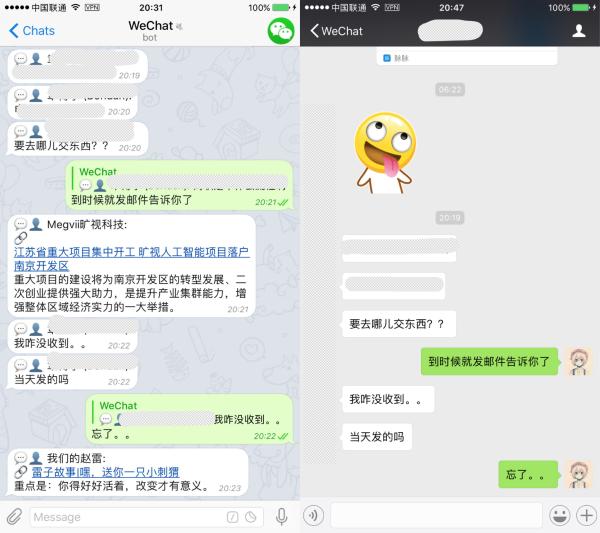 中国联通
VPN
20:31
100%
Chats
WeChat
bot
20:19
20:20
要去哪儿交东西？？
20:20
WeChat
到时候就发邮件告诉你了
20:21
Megvii旷视科技:
江苏省重大项目集中开工 旷视人工智能项目落户
南京开发区
重大项目的建设将为南京开发区的转型发展、二
次创业提供强大助力，是提升产业集群能力，增
强整体区域经济实力的一大举措。
20:21
我咋没收到。。
20:22
当天发的吗
20:22
WeChat
我咋没收到。。
忘了。。
20:22
我们的赵雷:
雷子故事|嘿，送你一只小刺猬
重点是：你得好好活着，改变才有意义。
20:23
Message
中国联通
VPN
20:47
100%
WeChat
脉脉
06:22
20:19
要去哪儿交东西？？
到时候就发邮件告诉你了
我咋没收到。。
当天发的吗
忘了。。